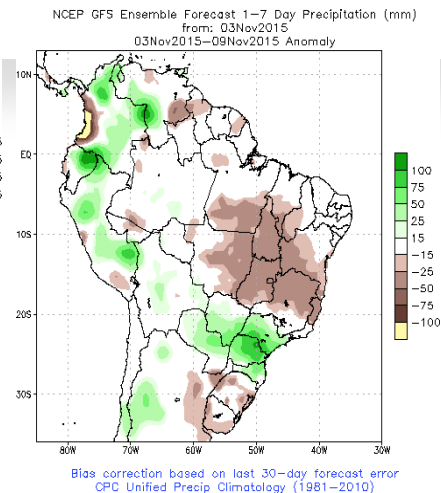 NCEP GFS Ensemble Forecast 1-7 Day Precipitation (mm)
from: 03Nov2015
03Nov2015-09Nov2015 Anomaly
10N
EQ
10S
20S
30S
80W 70W 60W 50W 40W 30W
100
75
50
25
15
-15
-25
-50
-75
-100
Bias correction based on last 30-day forecast error
CPC Unified Precip Climatology (1981-2010)